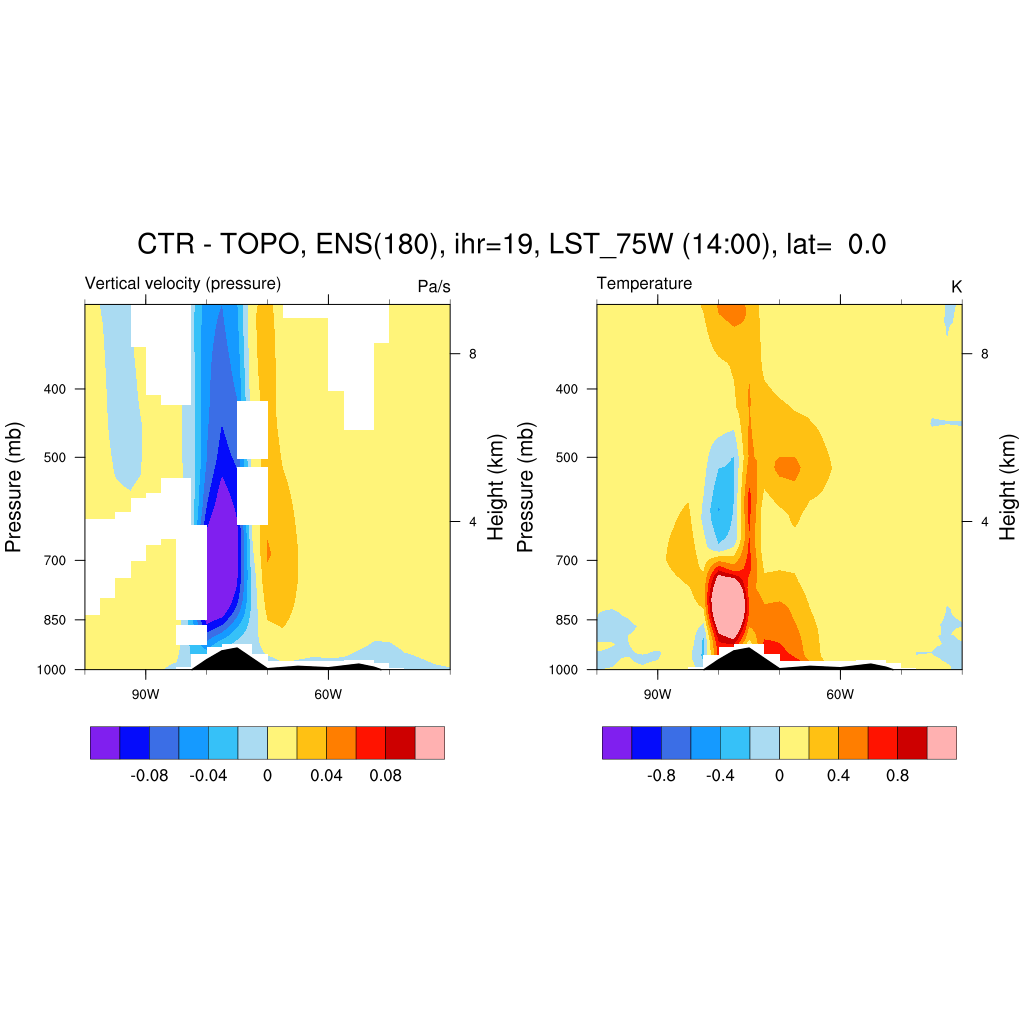 CTR - TOPO, ENS(180), ihr=19, LST_75W (14:00), lat=  0.0
Vertical velocity (pressure)
Pa/s
Pressure (mb)
400
500
700
850
1000
8
4
Height (km)
90W
60W
-0.08
-0.04
0
0.04
0.08
Temperature
K
Pressure (mb)
400
500
700
850
1000
8
4
Height (km)
90W
60W
-0.8
-0.4
0
0.4
0.8